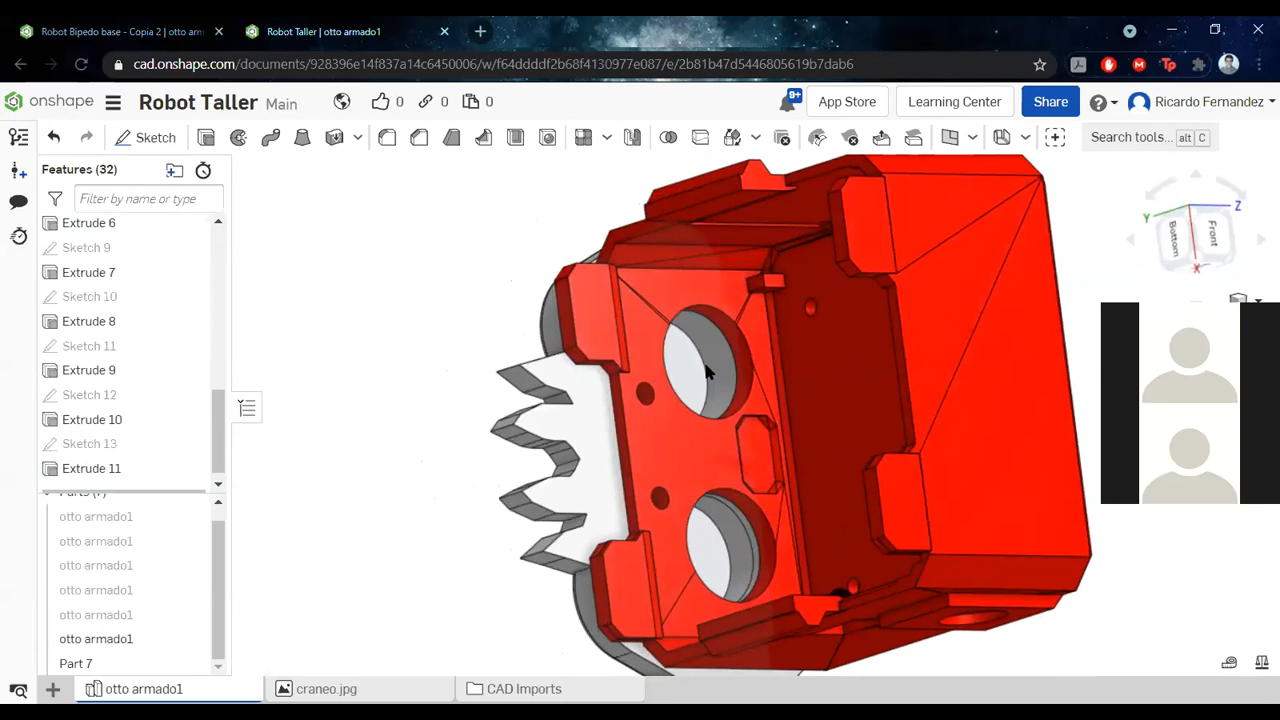 Robot Bipedo base - Copia 2 | otto arm
Robot Taller | otto armado1
cad.onshape.com/documents/928396e14f837a14c6450006/w/f64ddddf2b68f4130977e087/e/2b81b47d5446805619b7dab6
onshape Robot Taller Main 0 0 0 9+ App Store Learning Center Share Ricardo Fernandez
Sketch Search tools... alt C
Features (32)
Filter by name or type
Extrude 6
Sketch 9
Extrude 7
Sketch 10
Extrude 8
Sketch 11
Extrude 9
Sketch 12
Extrude 10
Sketch 13
Extrude 11
Parts (7)
otto armado1
otto armado1
otto armado1
otto armado1
otto armado1
otto armado1
Part 7
Y Z
Bottom Front
X
otto armado1 craneo.jpg CAD Imports